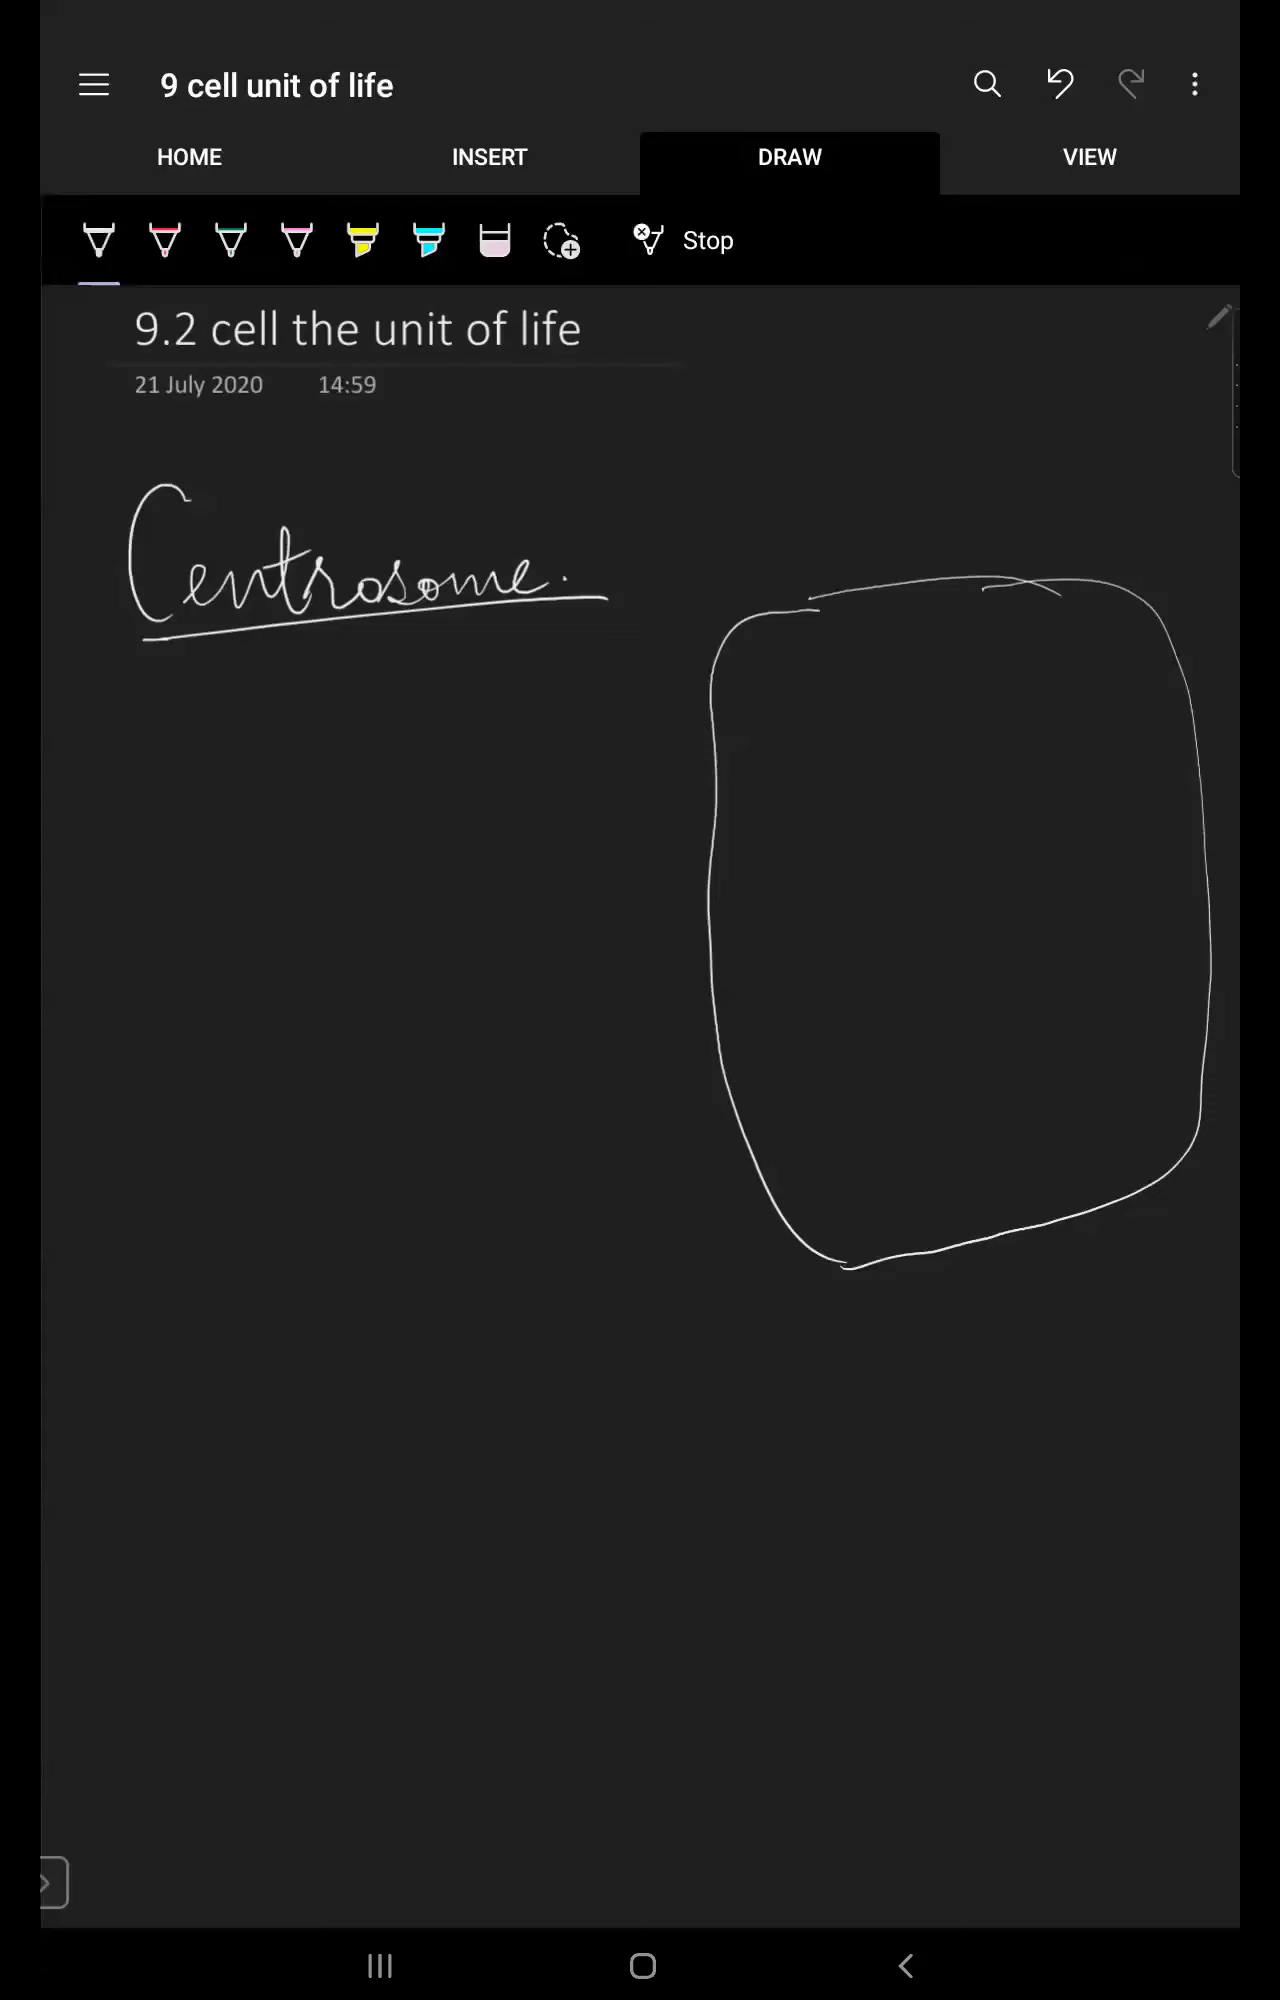 9 cell unit of life
HOME INSERT DRAW VIEW
Stop
9.2 cell the unit of life
21 July 2020 14:59
Centrosome.